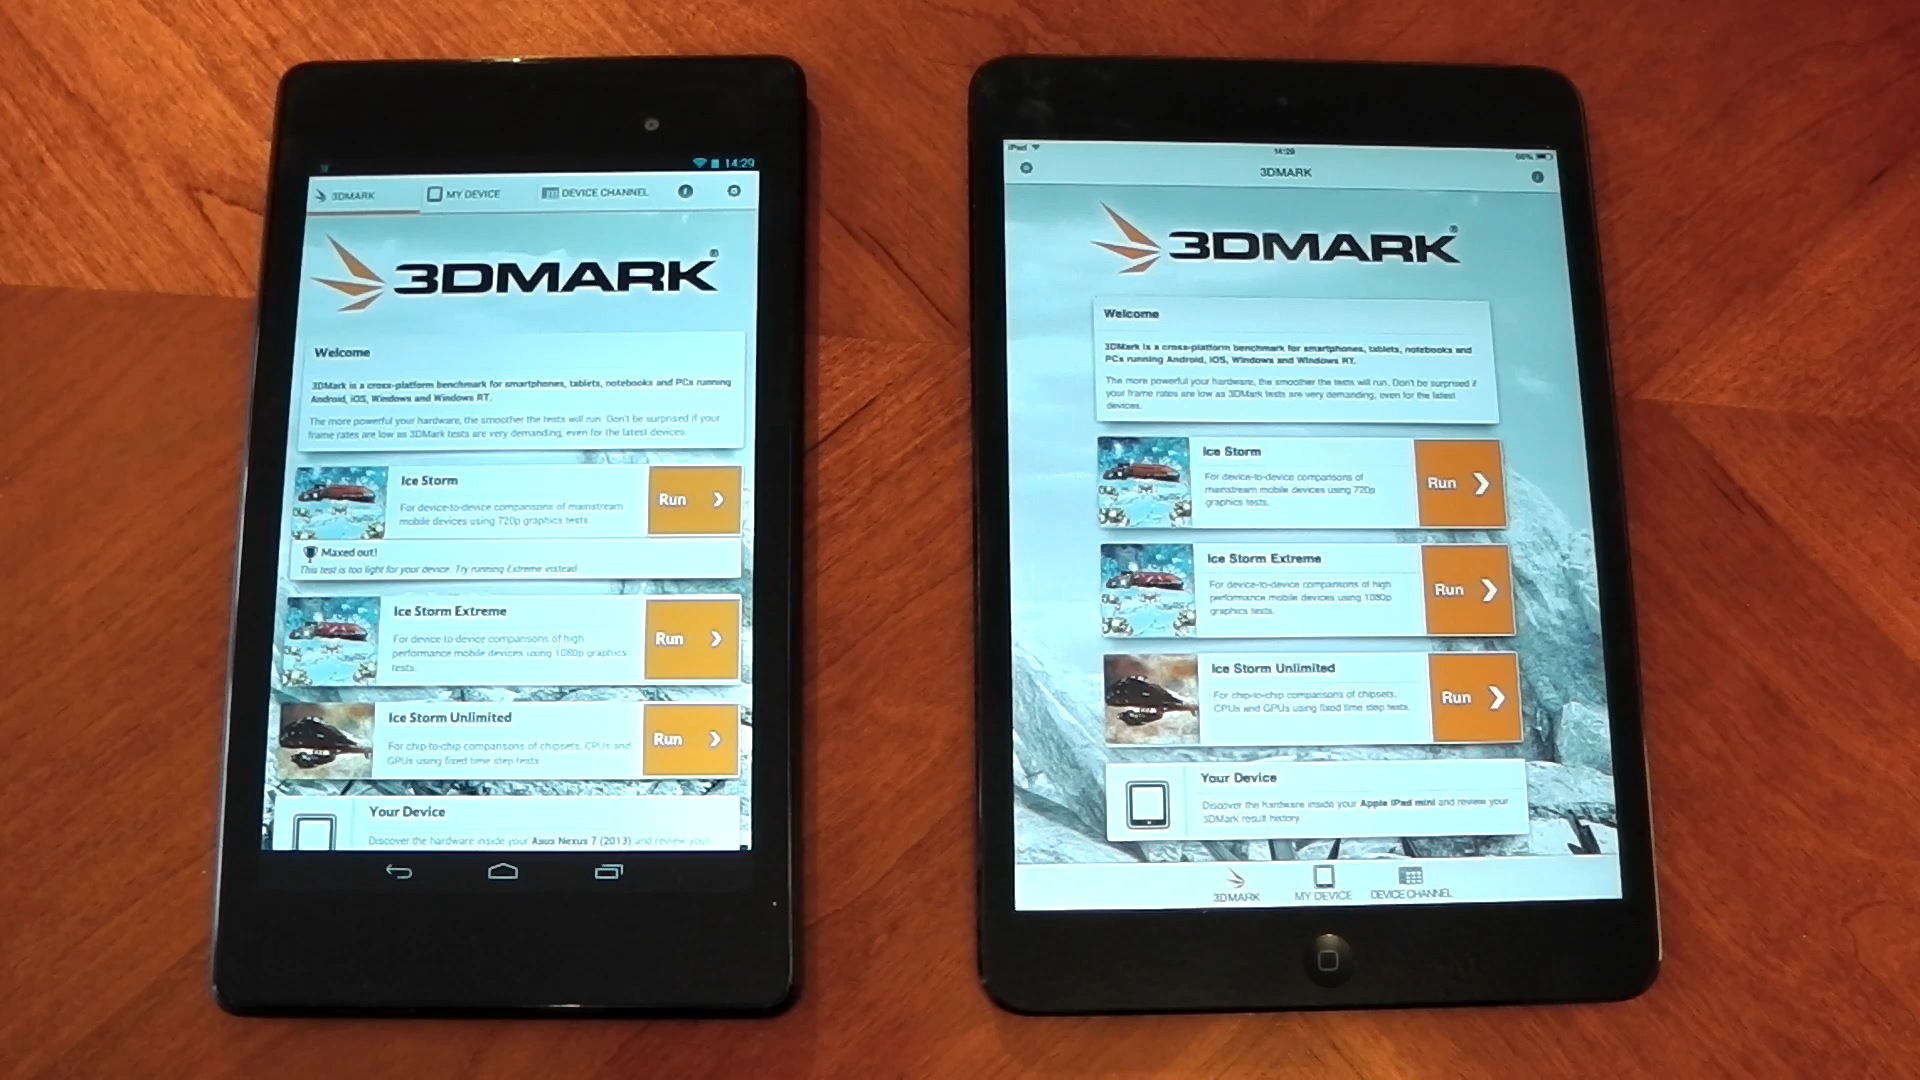 14:29
3DMARK
MY DEVICE
DEVICE CHANNEL
3DMARK®
Welcome
3DMark is a cross-platform benchmark for smartphones, tablets, notebooks and PCs running
Android, iOS, Windows and Windows RT.
The more powerful your hardware, the smoother the tests will run. Don't be surprised if your
frame rates are low as 3DMark tests are very demanding, even for the latest devices.
Ice Storm
For device-to-device comparisons of mainstream
mobile devices using 720p graphics tests
Run
Maxed out!
This test is too light for your device. Try running Extreme instead
Ice Storm Extreme
For device-to-device comparisons of high
performance mobile devices using 1080p graphics
tests.
Run
Ice Storm Unlimited
For chip-to-chip comparisons of chipsets, CPUs and
GPUs using fixed time step tests
Run
Your Device
Discover the hardware inside your Asus Nexus 7 (2013) and review your
iPad
14:29
66%
3DMARK
3DMARK®
Welcome
3DMark is a cross-platform benchmark for smartphones, tablets, notebooks and
PCs running Android, iOS, Windows and Windows RT.
The more powerful your hardware, the smoother the tests will run. Don't be surprised if
your frame rates are low as 3DMark tests are very demanding, even for the latest
devices.
Ice Storm
For device-to-device comparisons of
mainstream mobile devices using 720p
graphics tests.
Run
Ice Storm Extreme
For device-to-device comparisons of high
performance mobile devices using 1080p
graphics tests.
Run
Ice Storm Unlimited
For chip-to-chip comparisons of chipsets,
CPUs and GPUs using fixed time step tests.
Run
Your Device
Discover the hardware inside your Apple iPad mini and review your
3DMark result history.
3DMARK
MY DEVICE
DEVICE CHANNEL